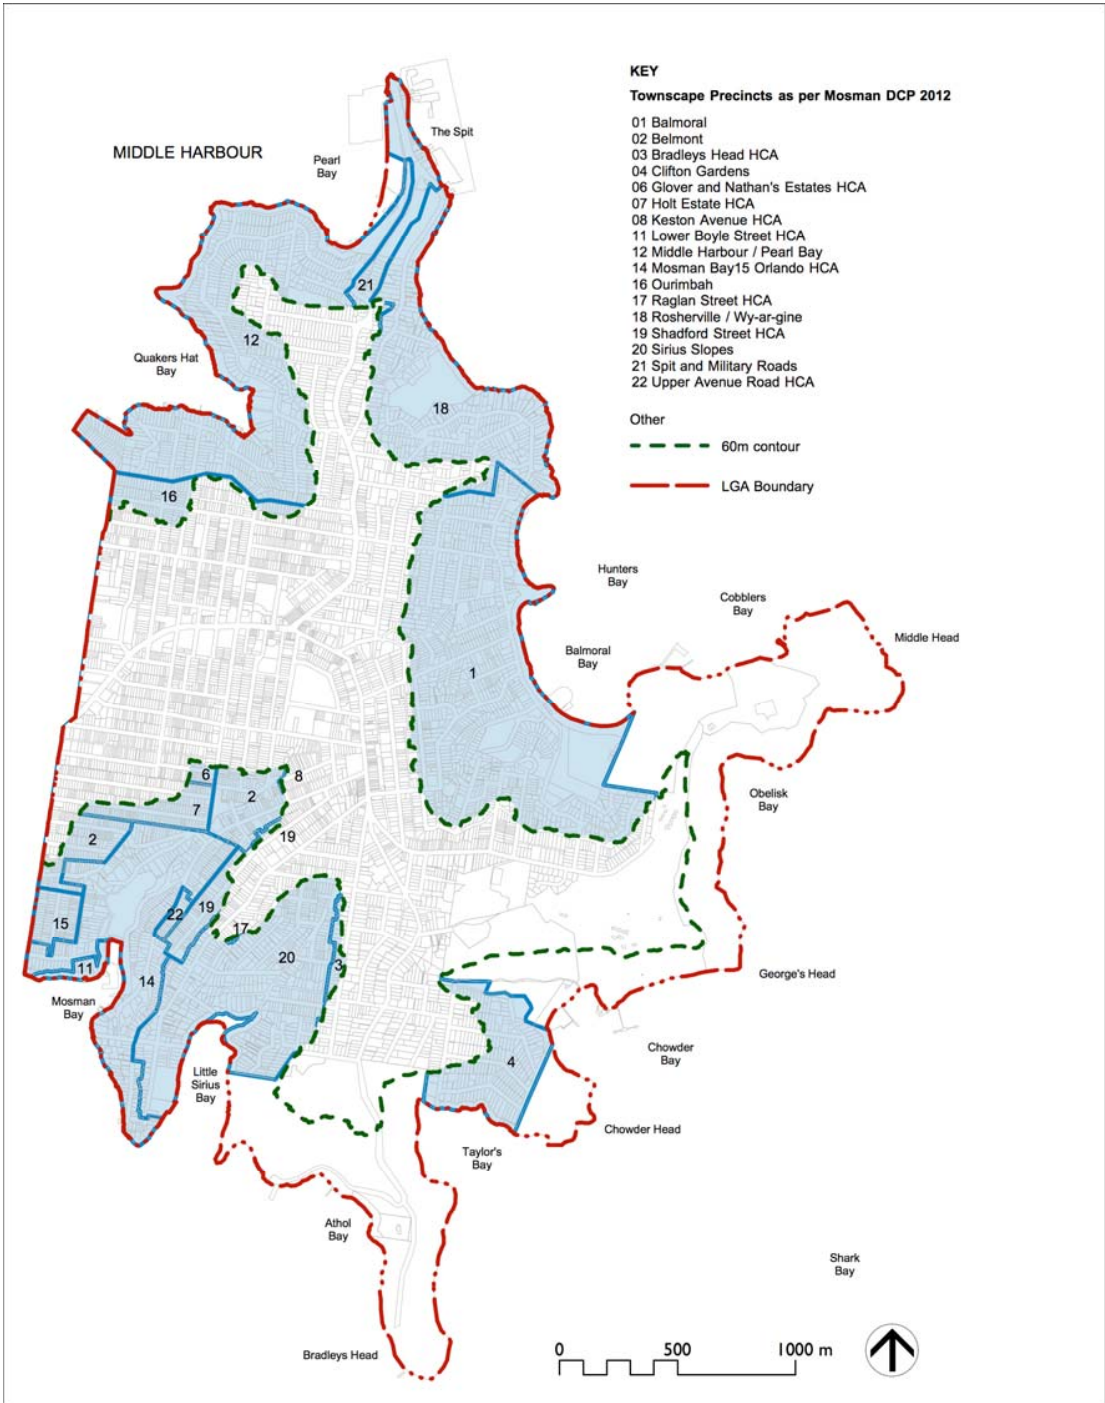 KEY
Townscape Precincts as per Mosman DCP 2012
01 Balmoral
02 Belmont
03 Bradleys Head HCA
04 Clifton Gardens
06 Glover and Nathan's Estates HCA
07 Holt Estate HCA
08 Keston Avenue HCA
11 Lower Boyle Street HCA
12 Middle Harbour / Pearl Bay
14 Mosman Bay15 Orlando HCA
16 Ourimbah
17 Raglan Street HCA
18 Rosherville / Wy-ar-gine
19 Shadford Street HCA
20 Sirius Slopes
21 Spit and Military Roads
22 Upper Avenue Road HCA
Other
60m contour
LGA Boundary
The Spit
MIDDLE HARBOUR
Pearl
Bay
21
12
Quakers Hat
Bay
18
16
Hunters
Bay
Cobblers
Bay
Middle Head
Balmoral
Bay
1
6
8
2
7
Obelisk
Bay
2
19
22
19
15
17
20
3
11
14
George's Head
Mosman
Bay
Chowder
Bay
4
Little
Sirius
Bay
Chowder Head
Taylor's
Bay
Athol
Bay
Shark
Bay
Bradleys Head
0 500 1000 m